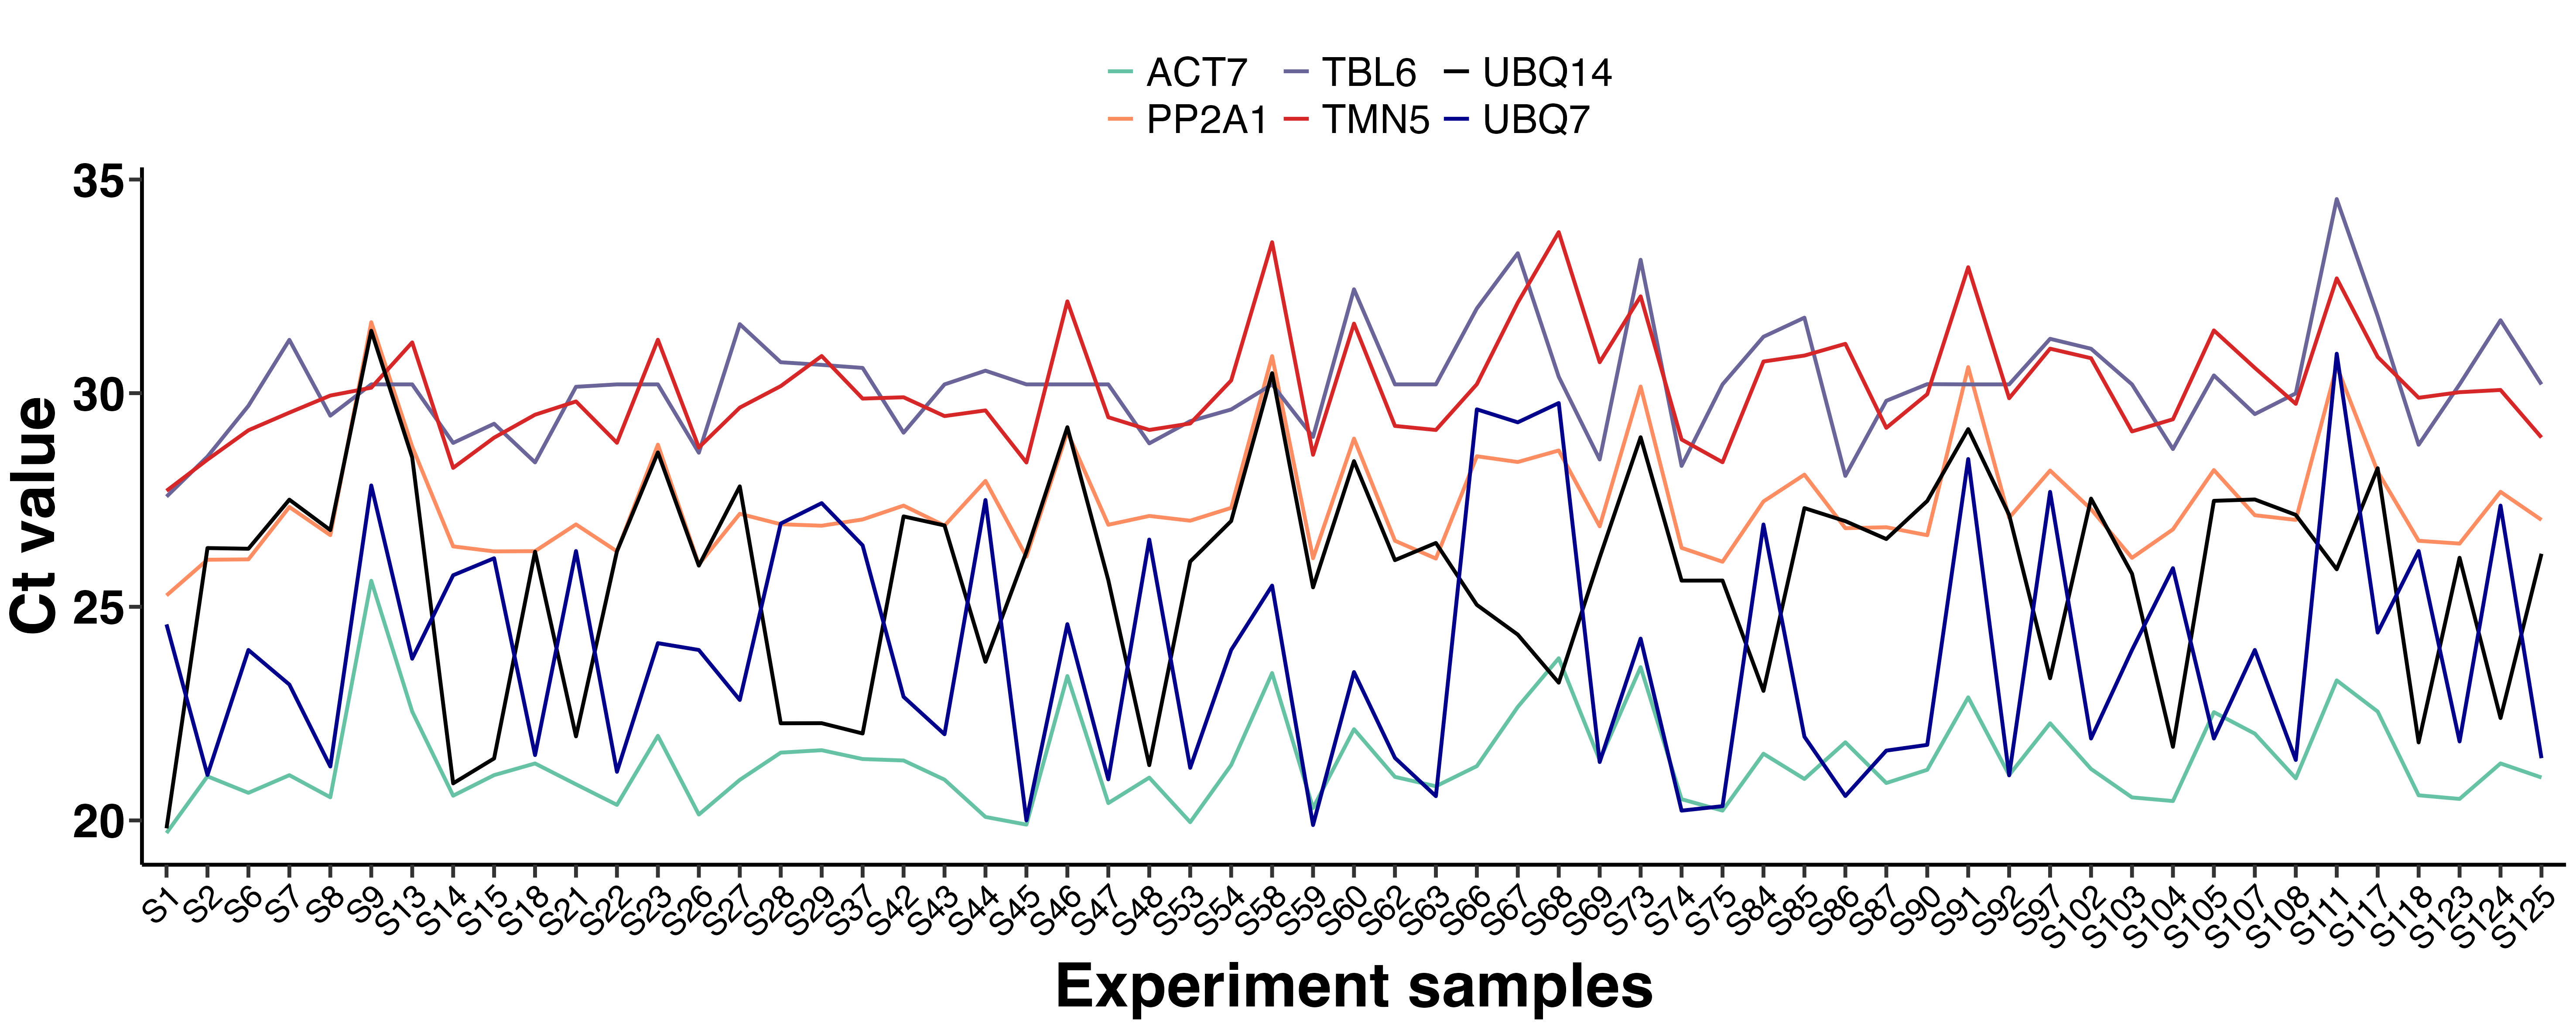 ACT7 TBL6 UBQ14
PP2A1 TMN5 UBQ7
35
30
25
20
Ct value
S1 S2 S6 S7 S8 S9 S13 S14 S15 S18 S21 S22 S23 S26 S27 S28 S29 S37 S42 S43 S44 S45 S46 S47 S48 S53 S54 S58 S59 S60 S62 S63 S66 S67 S68 S69 S73 S74 S75 S84 S85 S86 S87 S90 S91 S92 S97 S102 S103 S104 S105 S107 S108 S111 S117 S118 S123 S124 S125
Experiment samples